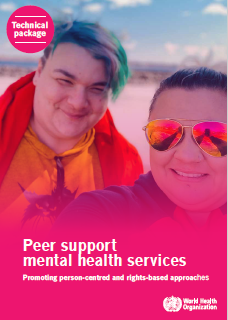 Technical
package
Peer support
mental health services
Promoting person-centred and rights-based approaches
World Health
Organization